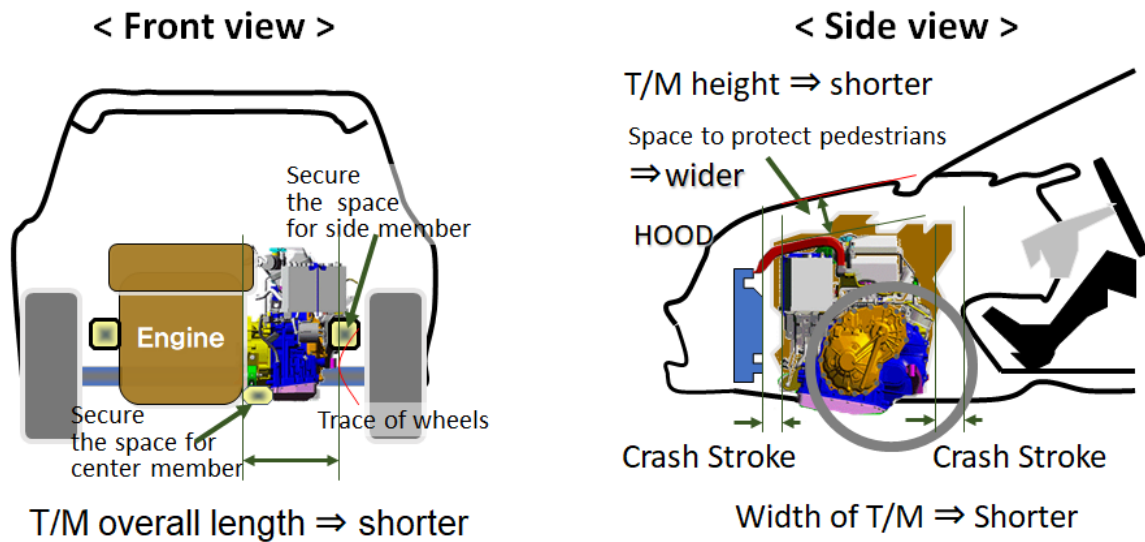 < Front view >
Secure
the space
for side member
Engine
Secure
the space for
center member
Trace of wheels
T/M overall length ⇒ shorter
< Side view >
T/M height ⇒ shorter
Space to protect pedestrians
⇒ wider
HOOD
Crash Stroke
Crash Stroke
Width of T/M ⇒ Shorter